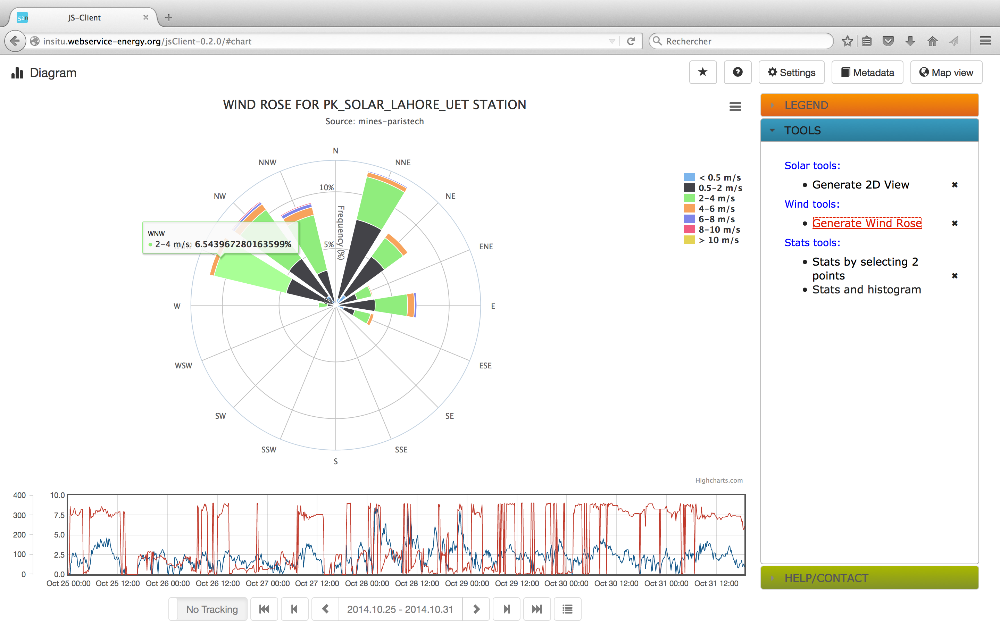 52n JS-Client
insitu.webservice-energy.org/jsClient-0.2.0/#chart
Rechercher
Diagram
Settings
Metadata
Map view
WIND ROSE FOR PK_SOLAR_LAHORE_UET STATION
Source: mines-paristech
N
NNW
NNE
10%
NW
NE
Frequency (%)
WNW
2-4 m/s: 6.543967280163599%
5%
ENE
0%
W
E
WSW
ESE
SW
SE
SSW
SSE
S
< 0.5 m/s
0.5-2 m/s
2-4 m/s
4-6 m/s
6-8 m/s
8-10 m/s
> 10 m/s
Highcharts.com
LEGEND
TOOLS
Solar tools:
Generate 2D View
Wind tools:
Generate Wind Rose
Stats tools:
Stats by selecting 2
points
Stats and histogram
HELP/CONTACT
400 10.0
300 7.5
200 5.0
100 2.5
0 0.0
Oct 25 00:00 Oct 25 12:00 Oct 26 00:00 Oct 26 12:00 Oct 27 00:00 Oct 27 12:00 Oct 28 00:00 Oct 28 12:00 Oct 29 00:00 Oct 29 12:00 Oct 30 00:00 Oct 30 12:00 Oct 31 00:00 Oct 31 12:00
No Tracking
2014.10.25 - 2014.10.31